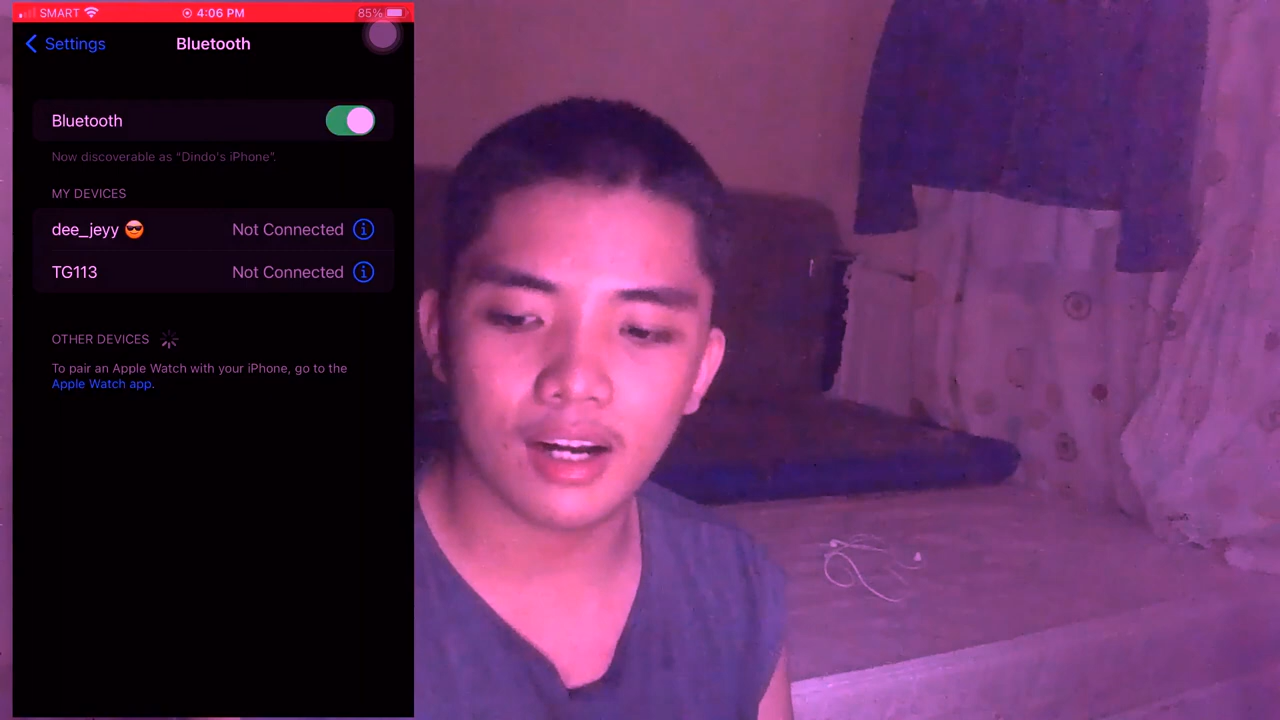 SMART 4:06 PM 85%
Settings Bluetooth
Bluetooth
Now discoverable as "Dindo's iPhone".
MY DEVICES
dee_jeyy 😎 Not Connected
TG113 Not Connected
OTHER DEVICES
To pair an Apple Watch with your iPhone, go to the
Apple Watch app.